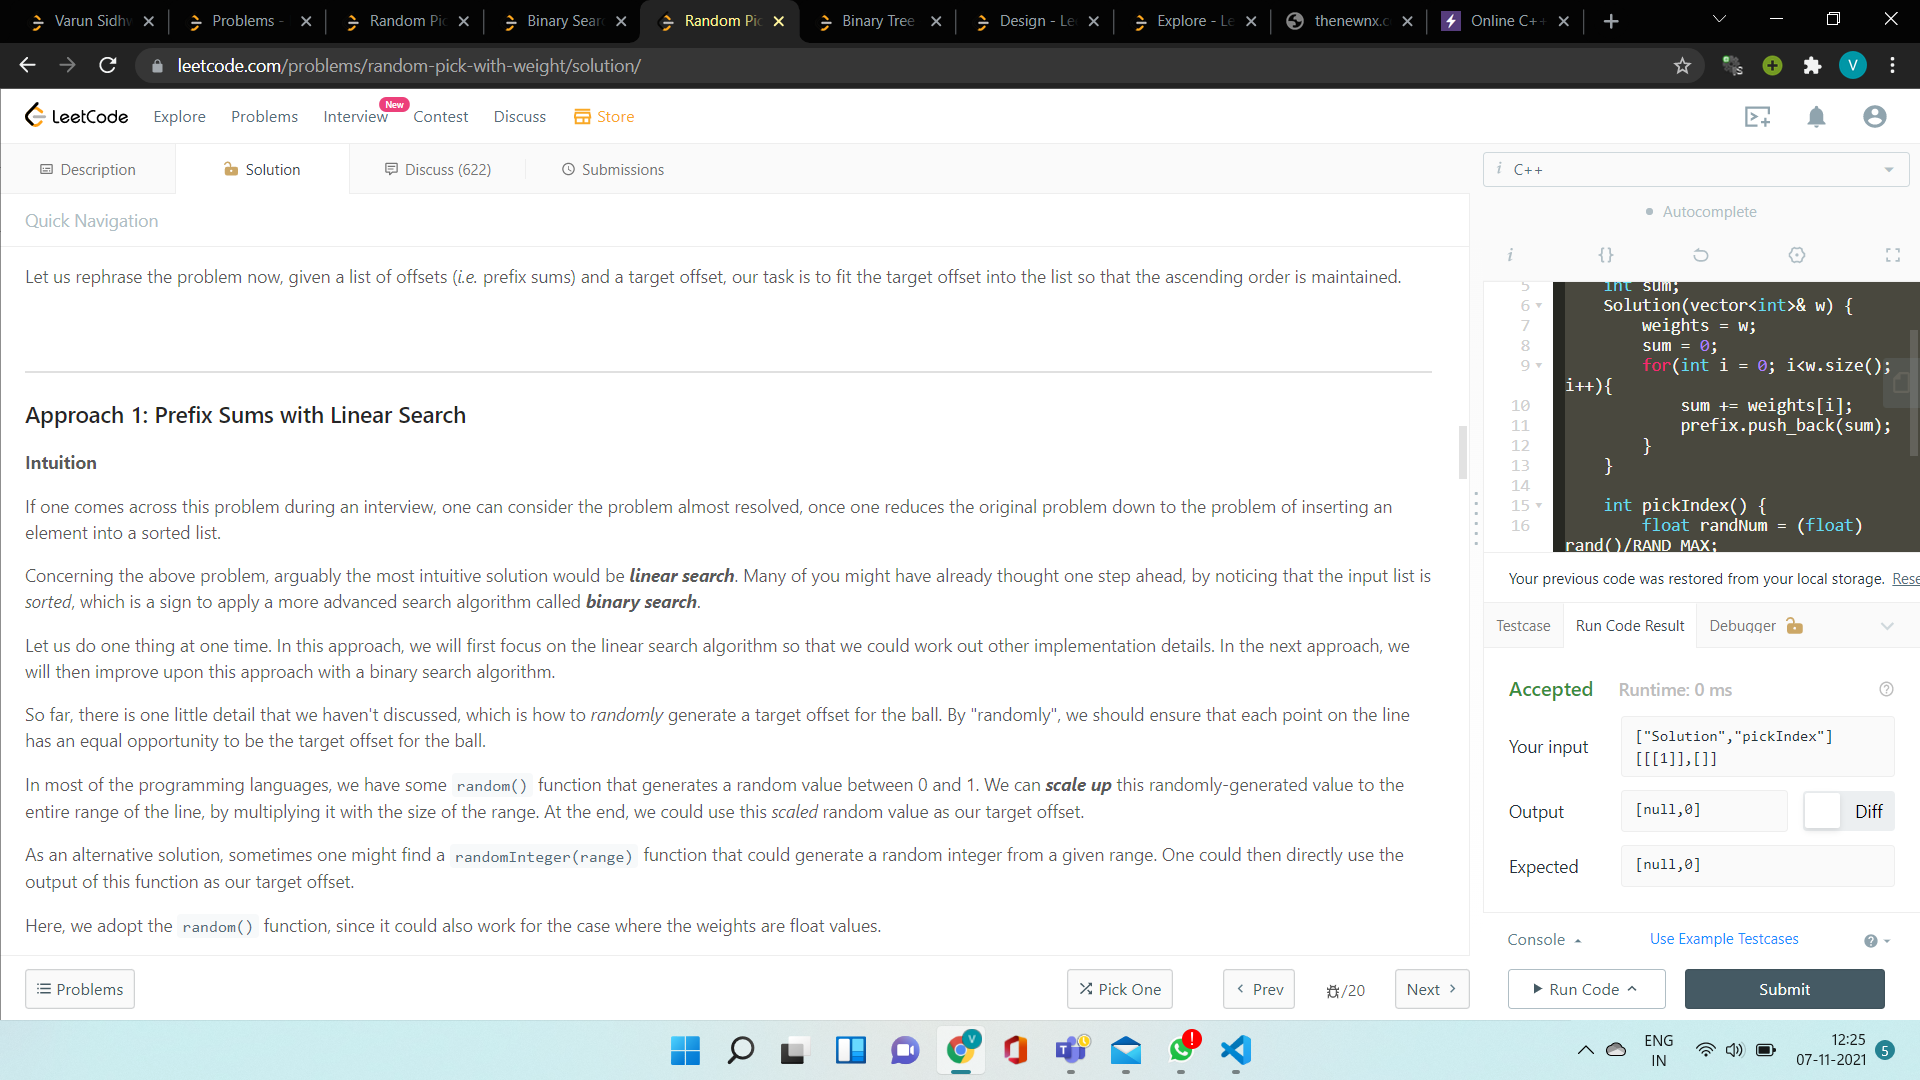 Varun Sidhw
Problems -
Random Pic
Binary Sear
Random Pic
Binary Tree
Design - Le
Explore - Le
thenewnx.c
Online C++
leetcode.com/problems/random-pick-with-weight/solution/
V
LeetCode
Explore
Problems
Interview
New
Contest
Discuss
Store
Description
Solution
Discuss (622)
Submissions
i C++
Quick Navigation
Autocomplete
Let us rephrase the problem now, given a list of offsets (i.e. prefix sums) and a target offset, our task is to fit the target offset into the list so that the ascending order is maintained.
Approach 1: Prefix Sums with Linear Search
Intuition
If one comes across this problem during an interview, one can consider the problem almost resolved, once one reduces the original problem down to the problem of inserting an
element into a sorted list.
Concerning the above problem, arguably the most intuitive solution would be linear search. Many of you might have already thought one step ahead, by noticing that the input list is
sorted, which is a sign to apply a more advanced search algorithm called binary search.
Let us do one thing at one time. In this approach, we will first focus on the linear search algorithm so that we could work out other implementation details. In the next approach, we
will then improve upon this approach with a binary search algorithm.
So far, there is one little detail that we haven't discussed, which is how to randomly generate a target offset for the ball. By "randomly", we should ensure that each point on the line
has an equal opportunity to be the target offset for the ball.
In most of the programming languages, we have some random() function that generates a random value between 0 and 1. We can scale up this randomly-generated value to the
entire range of the line, by multiplying it with the size of the range. At the end, we could use this scaled random value as our target offset.
As an alternative solution, sometimes one might find a randomInteger(range) function that could generate a random integer from a given range. One could then directly use the
output of this function as our target offset.
Here, we adopt the random() function, since it could also work for the case where the weights are float values.
Problems
Pick One
Prev
/20
Next
i {}
5 int sum;
6 Solution(vector<int>& w) {
7 weights = w;
8 sum = 0;
9 for(int i = 0; i<w.size();
i++){
10 sum += weights[i];
11 prefix.push_back(sum);
12 }
13 }
14
15 int pickIndex() {
16 float randNum = (float)
rand()/RAND_MAX;
Your previous code was restored from your local storage. Rese
Testcase
Run Code Result
Debugger
Accepted
Runtime: 0 ms
Your input
["Solution","pickIndex"]
[[[1]],[]]
Output
[null,0]
Diff
Expected
[null,0]
Console
Use Example Testcases
Run Code
Submit
V
ENG
IN
12:25
07-11-2021
5